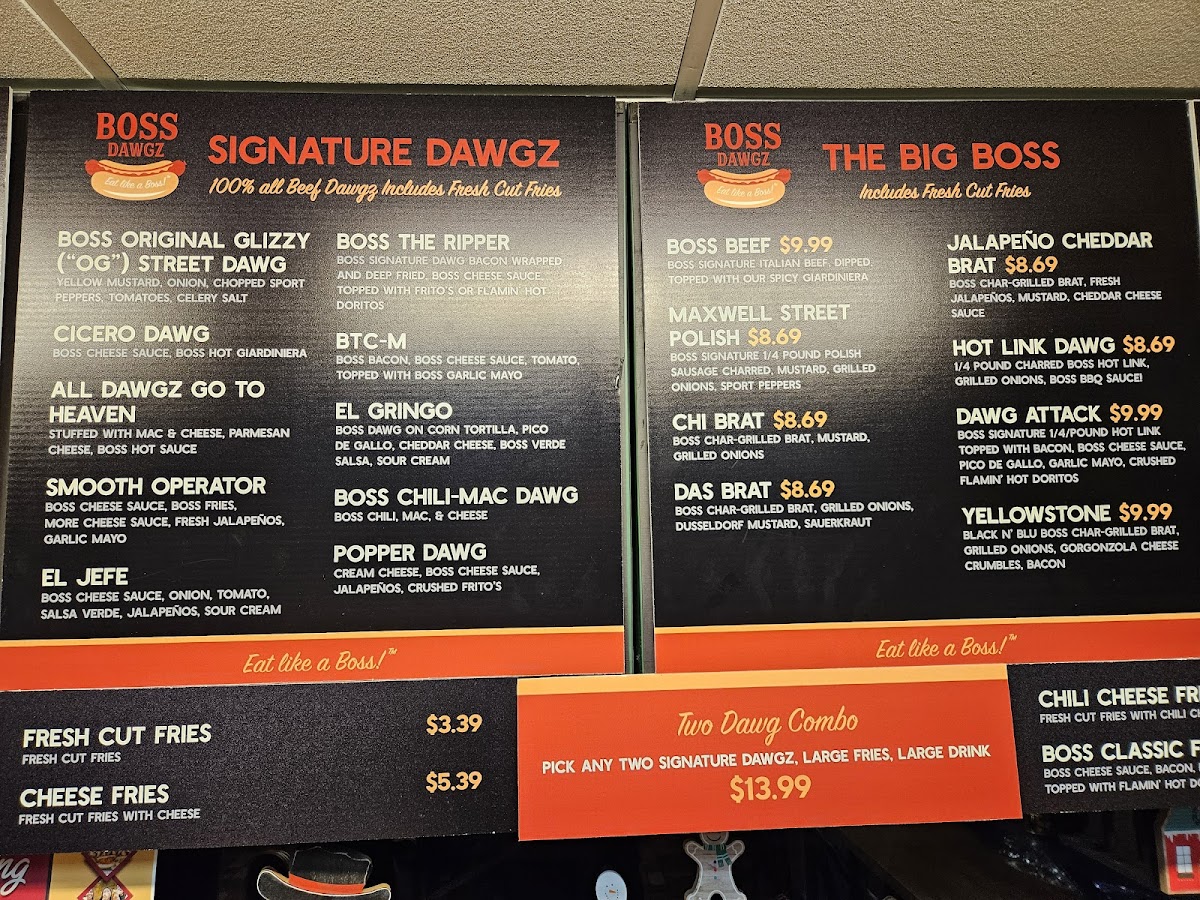 BOSS
DAWGZ
Eat like a Boss!™
SIGNATURE DAWGZ
100% all Beef Dawgz Includes Fresh Cut Fries
BOSS ORIGINAL GLIZZY
("OG") STREET DAWG
YELLOW MUSTARD, ONION, CHOPPED SPORT
PEPPERS, TOMATOES, CELERY SALT
CICERO DAWG
BOSS CHEESE SAUCE, BOSS HOT GIARDINIERA
ALL DAWGZ GO TO
HEAVEN
STUFFED WITH MAC & CHEESE, PARMESAN
CHEESE, BOSS HOT SAUCE
SMOOTH OPERATOR
BOSS CHEESE SAUCE, BOSS FRIES,
MORE CHEESE SAUCE, FRESH JALAPEÑOS,
GARLIC MAYO
EL JEFE
BOSS CHEESE SAUCE, ONION, TOMATO,
SALSA VERDE, JALAPEÑOS, SOUR CREAM
BOSS THE RIPPER
BOSS SIGNATURE DAWG BACON WRAPPED
AND DEEP FRIED, BOSS CHEESE SAUCE,
TOPPED WITH FRITO'S OR FLAMIN' HOT
DORITOS
BTC-M
BOSS BACON, BOSS CHEESE SAUCE, TOMATO,
TOPPED WITH BOSS GARLIC MAYO
EL GRINGO
BOSS DAWG ON CORN TORTILLA, PICO
DE GALLO, CHEDDAR CHEESE, BOSS VERDE
SALSA, SOUR CREAM
BOSS CHILI-MAC DAWG
BOSS CHILI, MAC, & CHEESE
POPPER DAWG
CREAM CHEESE, BOSS CHEESE SAUCE,
JALAPEÑOS, CRUSHED FRITO'S
Eat like a Boss!™
BOSS
DAWGZ
Eat like a Boss!™
THE BIG BOSS
Includes Fresh Cut Fries
BOSS BEEF $9.99
BOSS SIGNATURE ITALIAN BEEF, DIPPED,
TOPPED WITH OUR SPICY GIARDINIERA
MAXWELL STREET
POLISH $8.69
BOSS SIGNATURE 1/4 POUND POLISH
SAUSAGE CHARRED, MUSTARD, GRILLED
ONIONS, SPORT PEPPERS
CHI BRAT $8.69
BOSS CHAR-GRILLED BRAT, MUSTARD,
GRILLED ONIONS
DAS BRAT $8.69
BOSS CHAR-GRILLED BRAT, GRILLED ONIONS,
DUSSELDORF MUSTARD, SAUERKRAUT
JALAPEÑO CHEDDAR
BRAT $8.69
BOSS CHAR-GRILLED BRAT, FRESH
JALAPEÑOS, MUSTARD, CHEDDAR CHEESE
SAUCE
HOT LINK DAWG $8.69
1/4 POUND CHARRED BOSS HOT LINK,
GRILLED ONIONS, BOSS BBQ SAUCE!
DAWG ATTACK $9.99
BOSS SIGNATURE 1/4/POUND HOT LINK
TOPPED WITH BACON, BOSS CHEESE SAUCE,
PICO DE GALLO, GARLIC MAYO, CRUSHED
FLAMIN' HOT DORITOS
YELLOWSTONE $9.99
BLACK N' BLU BOSS CHAR-GRILLED BRAT,
GRILLED ONIONS, GORGONZOLA CHEESE
CRUMBLES, BACON
Eat like a Boss!™
FRESH CUT FRIES $3.39
FRESH CUT FRIES
CHEESE FRIES $5.39
FRESH CUT FRIES WITH CHEESE
Two Dawg Combo
PICK ANY TWO SIGNATURE DAWGZ, LARGE FRIES, LARGE DRINK
$13.99
CHILI CHEESE FR
FRESH CUT FRIES WITH CHILI C
BOSS CLASSIC F
BOSS CHEESE SAUCE, BACON,
TOPPED WITH FLAMIN' HOT DO
ng